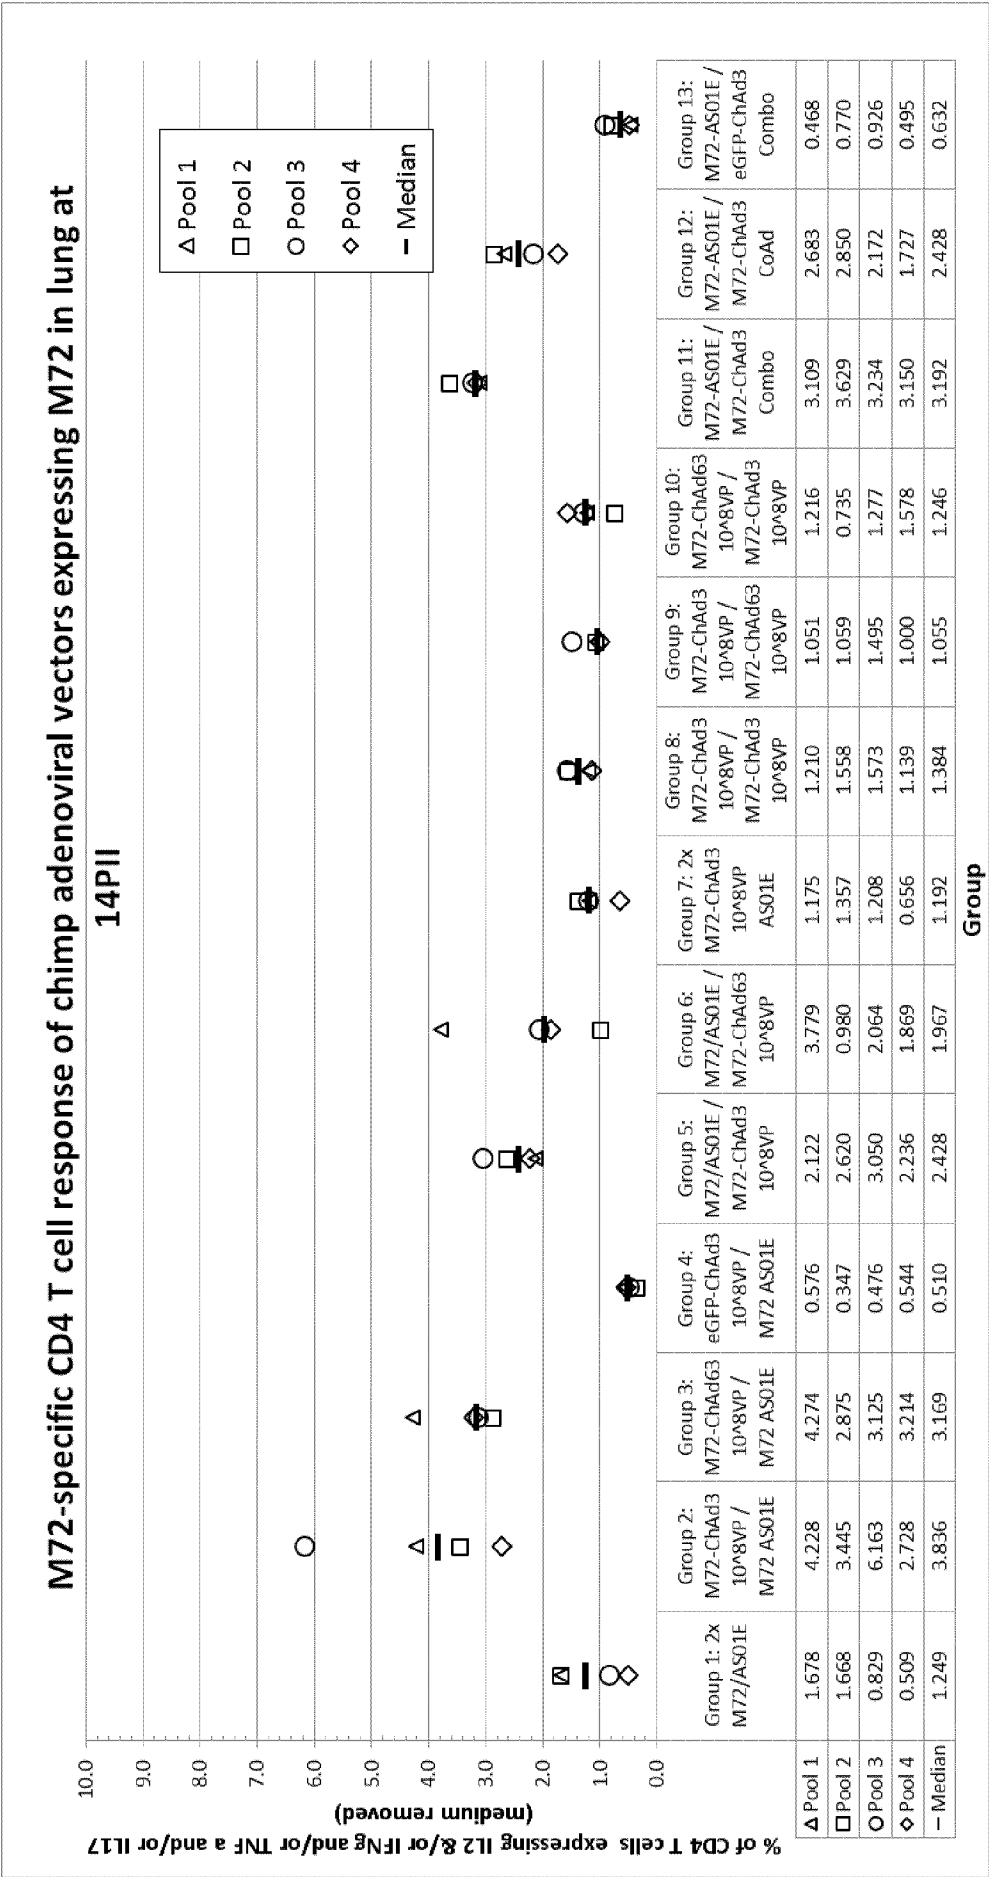 M72-specific CD4 T cell response of chimp adenoviral vectors expressing M72 in lung at
14PII
% of CD4 T cells expressing IL2 &/or IFNg and/or TNF a and/or IL17
(medium removed)
10.0
9.0
8.0
7.0
6.0
5.0
4.0
3.0
2.0
1.0
0.0
Pool 1
Pool 2
Pool 3
Pool 4
Median
Group 1: 2x
M72/AS01E
Group 2:
M72-ChAd3
10^8VP /
M72 AS01E
Group 3:
M72-ChAd63
10^8VP /
M72 AS01E
Group 4:
eGFP-ChAd3
10^8VP /
M72 AS01E
Group 5:
M72/AS01E /
M72-ChAd3
10^8VP
Group 6:
M72/AS01E /
M72-ChAd63
10^8VP
Group 7: 2x
M72-ChAd3
10^8VP
AS01E
Group 8:
M72-ChAd3
10^8VP /
M72-ChAd3
10^8VP
Group 9:
M72-ChAd3
10^8VP /
M72-ChAd63
10^8VP
Group 10:
M72-ChAd63
10^8VP /
M72-ChAd3
10^8VP
Group 11:
M72-AS01E /
M72-ChAd3
Combo
Group 12:
M72-AS01E /
M72-ChAd3
CoAd
Group 13:
M72-AS01E /
eGFP-ChAd3
Combo
Pool 1 1.678 4.228 4.274 0.576 2.122 3.779 1.175 1.210 1.051 1.216 3.109 2.683 0.468
Pool 2 1.668 3.445 2.875 0.347 2.620 0.980 1.357 1.558 1.059 0.735 3.629 2.850 0.770
Pool 3 0.829 6.163 3.125 0.476 3.050 2.064 1.208 1.573 1.495 1.277 3.234 2.172 0.926
Pool 4 0.509 2.728 3.214 0.544 2.236 1.869 0.656 1.139 1.000 1.578 3.150 1.727 0.495
Median 1.249 3.836 3.169 0.510 2.428 1.967 1.192 1.384 1.055 1.246 3.192 2.428 0.632
Group